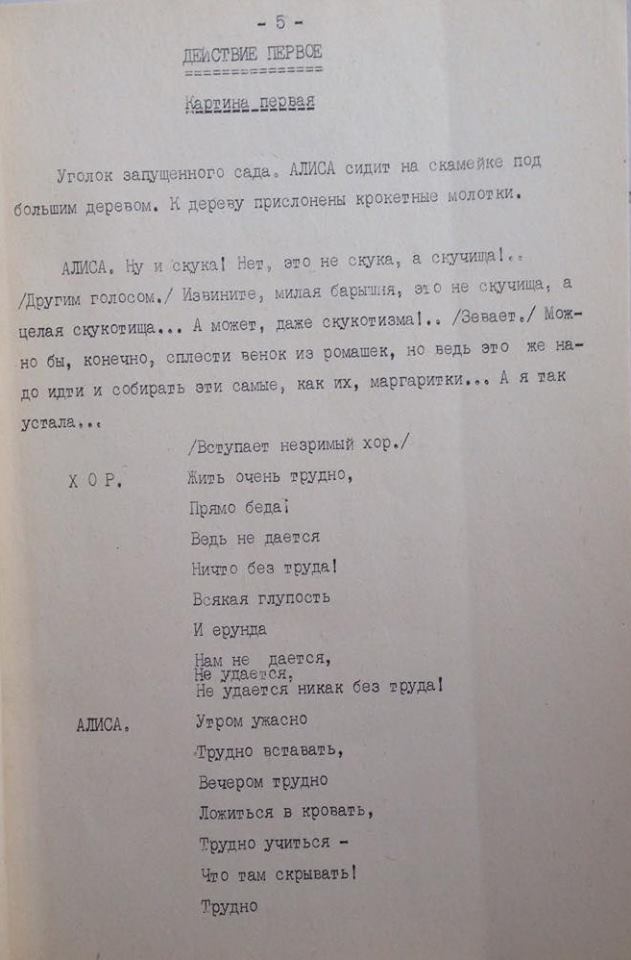 - 5 -
ДЕЙСТВИЕ ПЕРВОЕ
===============
Картина первая
Уголок запущенного сада. АЛИСА сидит на скамейке под
большим деревом. К дереву прислонены крокетные молотки.
АЛИСА. Ну и скука! Нет, это не скука, а скучища!..
/Другим голосом./ Извините, милая барышня, это не скучища, а
целая скукотища... А может, даже скукотизма!.. /Зевает./ Мож-
но бы, конечно, сплести венок из ромашек, но ведь это же на-
до идти и собирать эти самые, как их, маргаритки... А я так
устала...
/Вступает незримый хор./
Х О Р. Жить очень трудно,
Прямо беда!
Ведь не дается
Ничто без труда!
Всякая глупость
И ерунда
Нам не дается,
Не удается,
Не удается никак без труда!
АЛИСА. Утром ужасно
Трудно вставать,
Вечером трудно
Ложиться в кровать,
Трудно учиться -
Что там скрывать!
Трудно